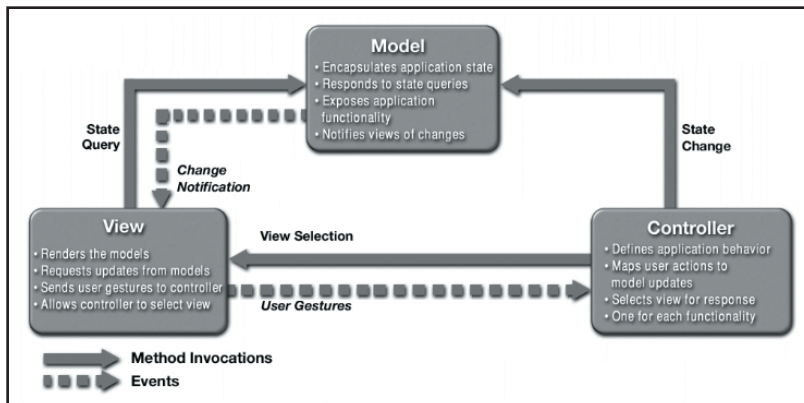 Model
• Encapsulates application state
• Responds to state queries
• Exposes application
functionality
• Notifies views of changes
State
Query
Change
Notification
State
Change
View
• Renders the models
• Requests updates from models
• Sends user gestures to controller
• Allows controller to select view
View Selection
User Gestures
Controller
• Defines application behavior
• Maps user actions to
model updates
• Selects view for response
• One for each functionality
Method Invocations
Events